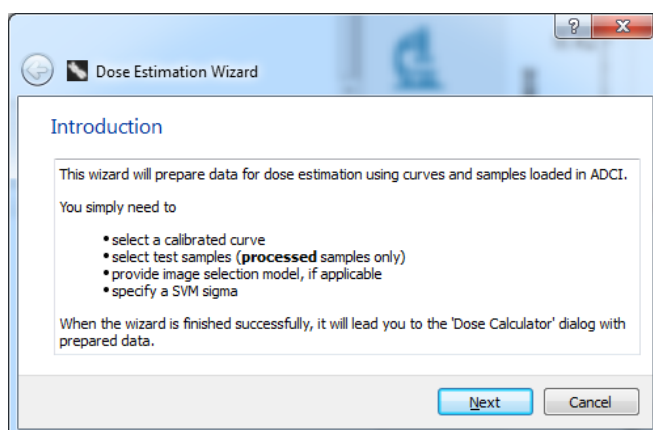 Dose Estimation Wizard
Introduction
This wizard will prepare data for dose estimation using curves and samples loaded in ADCI.
You simply need to
• select a calibrated curve
• select test samples (processed samples only)
• provide image selection model, if applicable
• specify a SVM sigma
When the wizard is finished successfully, it will lead you to the 'Dose Calculator' dialog with
prepared data.
Next
Cancel